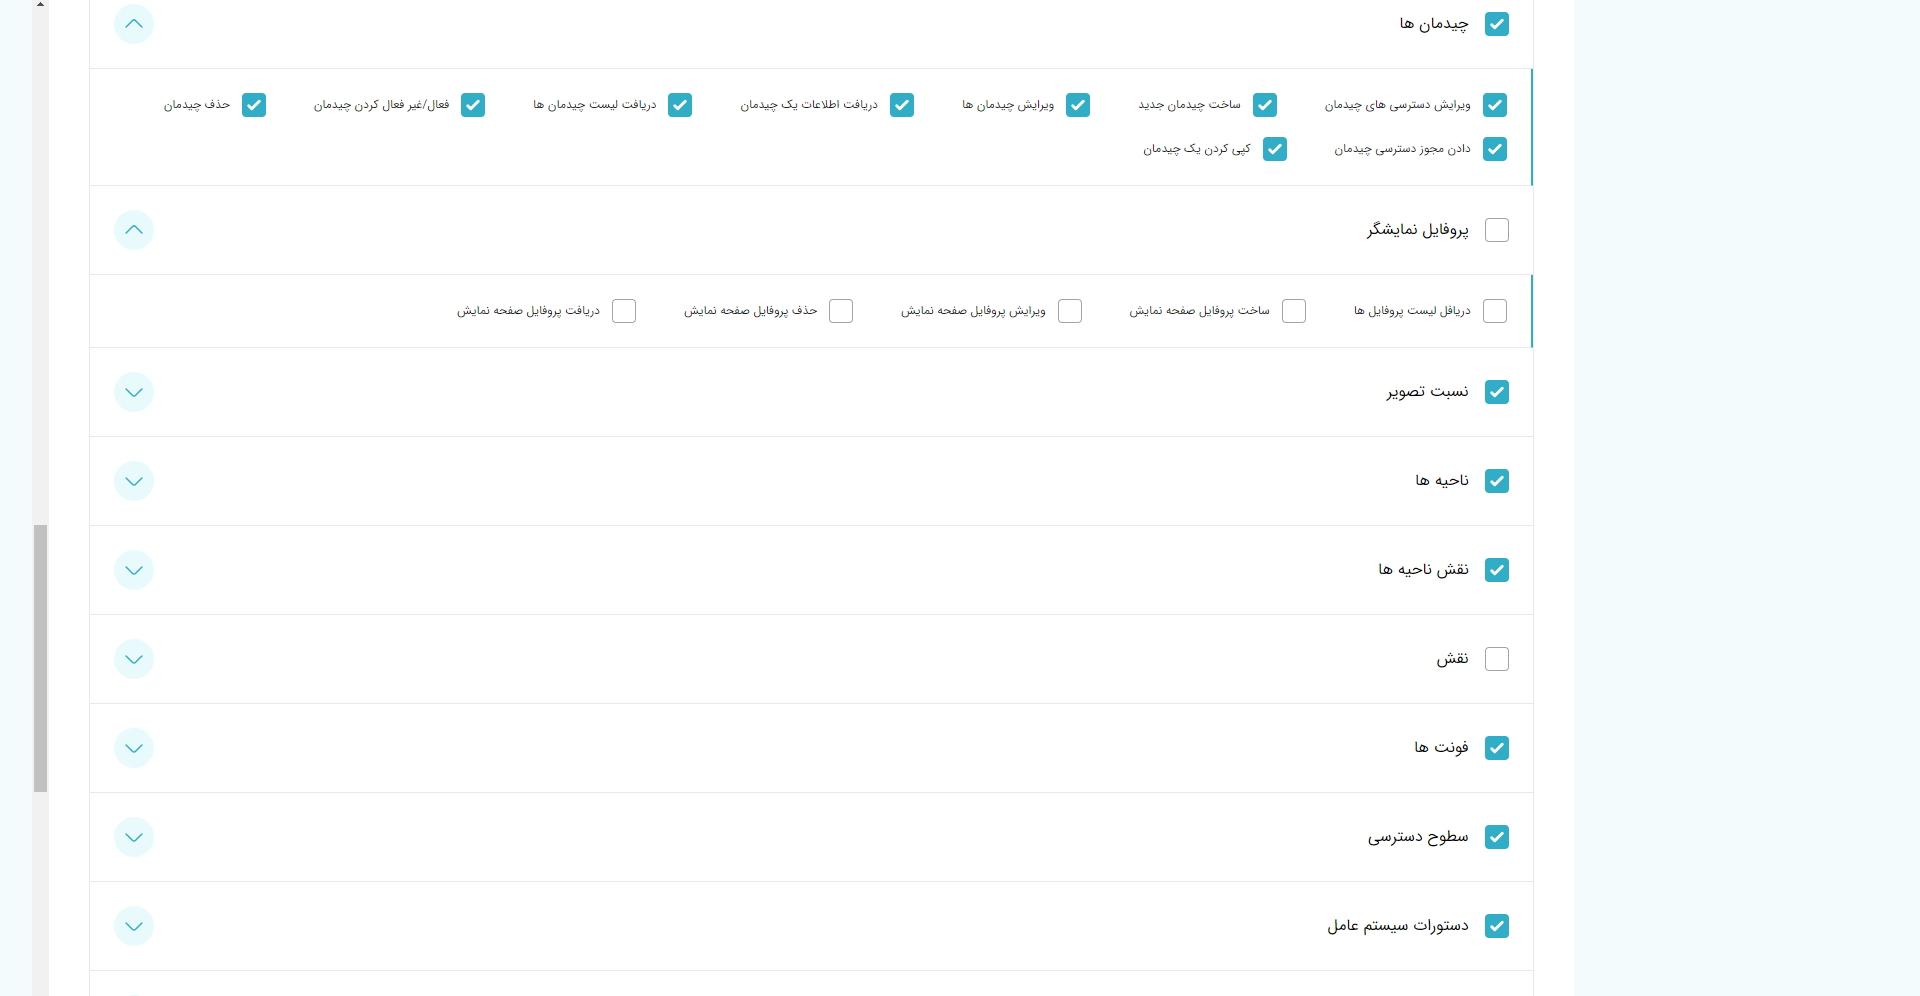 چیدمان ها
ویرایش دسترسی های چیدمان ساخت چیدمان جدید ویرایش چیدمان ها دریافت اطلاعات یک چیدمان دریافت لیست چیدمان ها فعال/غیر فعال کردن چیدمان حذف چیدمان
دادن مجوز دسترسی چیدمان کپی کردن یک چیدمان
پروفایل نمایشگر
دریافل لیست پروفایل ها ساخت پروفایل صفحه نمایش ویرایش پروفایل صفحه نمایش حذف پروفایل صفحه نمایش دریافت پروفایل صفحه نمایش
نسبت تصویر
ناحیه ها
نقش ناحیه ها
نقش
فونت ها
سطوح دسترسی
دستورات سیستم عامل